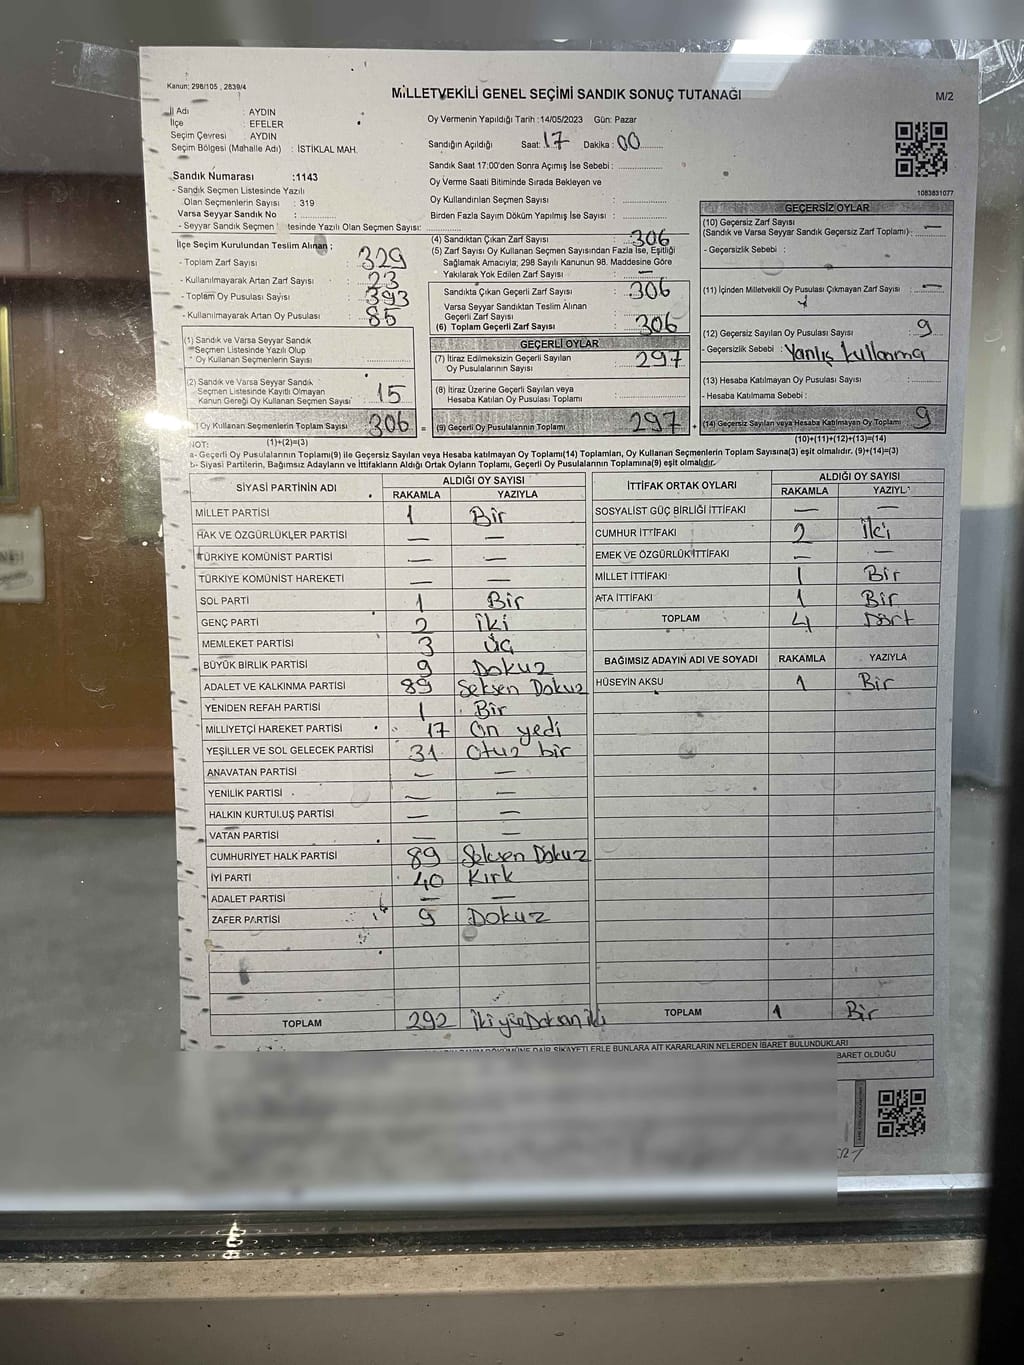 Kanun: 298/105 , 2839/4
MİLLETVEKİLİ GENEL SEÇİMİ SANDIK SONUÇ TUTANAĞI
M/2
İl Adı : AYDIN
İlçe : EFELER
Seçim Çevresi : AYDIN
Seçim Bölgesi (Mahalle Adı) : İSTİKLAL MAH.
Sandık Numarası :1143
- Sandık Seçmen Listesinde Yazılı
Olan Seçmenlerin Sayısı : 319
Varsa Seyyar Sandık No :
- Seyyar Sandık Seçmen Listesinde Yazılı Olan Seçmen Sayısı:
İlçe Seçim Kurulundan Teslim Alınan ;
- Toplam Zarf Sayısı : 329
- Kullanılmayarak Artan Zarf Sayısı : 23
- Toplam Oy Pusulası Sayısı : 393
- Kullanılmayarak Artan Oy Pusulası : 85
(1) Sandık ve Varsa Seyyar Sandık
Seçmen Listesinde Yazılı Olup
Oy Kullanan Seçmenlerin Sayısı
(2) Sandık ve Varsa Seyyar Sandık
Seçmen Listesinde Kayıtlı Olmayan
Kanun Gereği Oy Kullanan Seçmen Sayısı 15
Oy Kullanan Seçmenlerin Toplam Sayısı 306
(1)+(2)=(3)
Oy Vermenin Yapıldığı Tarih :14/05/2023 Gün: Pazar
Sandığın Açıldığı Saat: 17 Dakika: 00
Sandık Saat 17:00'den Sonra Açımış İse Sebebi :
Oy Verme Saati Bitiminde Sırada Bekleyen ve
Oy Kullandırılan Seçmen Sayısı :
Birden Fazla Sayım Döküm Yapılmış İse Sayısı :
(4) Sandıktan Çıkan Zarf Sayısı : 306
(5) Zarf Sayısı Oy Kullanan Seçmen Sayısından Fazla İse, Eşitliği
Sağlamak Amacıyla; 298 Sayılı Kanunun 98. Maddesine Göre
Yakılarak Yok Edilen Zarf Sayısı : —
Sandıkta Çıkan Geçerli Zarf Sayısı : 306
Varsa Seyyar Sandıktan Teslim Alınan
Geçerli Zarf Sayısı :
(6) Toplam Geçerli Zarf Sayısı : 306
GEÇERLİ OYLAR
(7) İtiraz Edilmeksizin Geçerli Sayılan
Oy Pusulalarının Sayısı : 297
(8) İtiraz Üzerine Geçerli Sayılan veya
Hesaba Katılan Oy Pusulası Toplamı :
= (9) Geçerli Oy Pusulalarının Toplamı 297 +
1083831077
GEÇERSİZ OYLAR
(10) Geçersiz Zarf Sayısı
(Sandık ve Varsa Seyyar Sandık Geçersiz Zarf Toplamı) : —
- Geçersizlik Sebebi :
(11) İçinden Milletvekili Oy Pusulası Çıkmayan Zarf Sayısı : —
(12) Geçersiz Sayılan Oy Pusulası Sayısı : 9
- Geçersizlik Sebebi : Yanlış kullanma
(13) Hesaba Katılmayan Oy Pusulası Sayısı :
- Hesaba Katılmama Sebebi :
(14) Geçersiz Sayılan veya Hesaba Katılmayan Oy Toplamı 9
(10)+(11)+(12)+(13)=(14)
NOT:
a- Geçerli Oy Pusulalarının Toplamı(9) ile Geçersiz Sayılan veya Hesaba Katılmayan Oy Toplamı(14) Toplamları, Oy Kullanan Seçmenlerin Toplam Sayısına(3) eşit olmalıdır. (9)+(14)=(3)
b- Siyasi Partilerin, Bağımsız Adayların ve İttifakların Aldığı Ortak Oyların Toplamı, Geçerli Oy Pusulalarının Toplamına(9) eşit olmalıdır.
SİYASİ PARTİNİN ADI ALDIĞI OY SAYISI
RAKAMLA YAZIYLA
MİLLET PARTİSİ 1 Bir
HAK VE ÖZGÜRLÜKLER PARTİSİ — —
TÜRKİYE KOMÜNİST PARTİSİ — —
TÜRKİYE KOMÜNİST HAREKETİ — —
SOL PARTİ 1 Bir
GENÇ PARTİ 2 iki
MEMLEKET PARTİSİ 3 üç
BÜYÜK BİRLİK PARTİSİ 9 Dokuz
ADALET VE KALKINMA PARTİSİ 89 Seksen Dokuz
YENİDEN REFAH PARTİSİ 1 Bir
MİLLİYETÇİ HAREKET PARTİSİ 17 On yedi
YEŞİLLER VE SOL GELECEK PARTİSİ 31 Otuz bir
ANAVATAN PARTİSİ — —
YENİLİK PARTİSİ — —
HALKIN KURTULUŞ PARTİSİ — —
VATAN PARTİSİ — —
CUMHURİYET HALK PARTİSİ 89 Seksen Dokuz
İYİ PARTİ 40 Kırk
ADALET PARTİSİ — —
ZAFER PARTİSİ 9 Dokuz
TOPLAM 292 İkiyüzDoksan iki
İTTİFAK ORTAK OYLARI ALDIĞI OY SAYISI
RAKAMLA YAZIYLA
SOSYALİST GÜÇ BİRLİĞİ İTTİFAKI — —
CUMHUR İTTİFAKI 2 İki
EMEK VE ÖZGÜRLÜK İTTİFAKI — —
MİLLET İTTİFAKI 1 Bir
ATA İTTİFAKI 1 Bir
TOPLAM 4 Dört
BAĞIMSIZ ADAYIN ADI VE SOYADI RAKAMLA YAZIYLA
HÜSEYİN AKSU 1 Bir
TOPLAM 1 Bir
DÖKÜMÜNE DAİR ŞİKAYETLERLE BUNLARA AİT KARARLARIN NELERDEN İBARET BULUNDUKLARI
BARET OLDUĞU